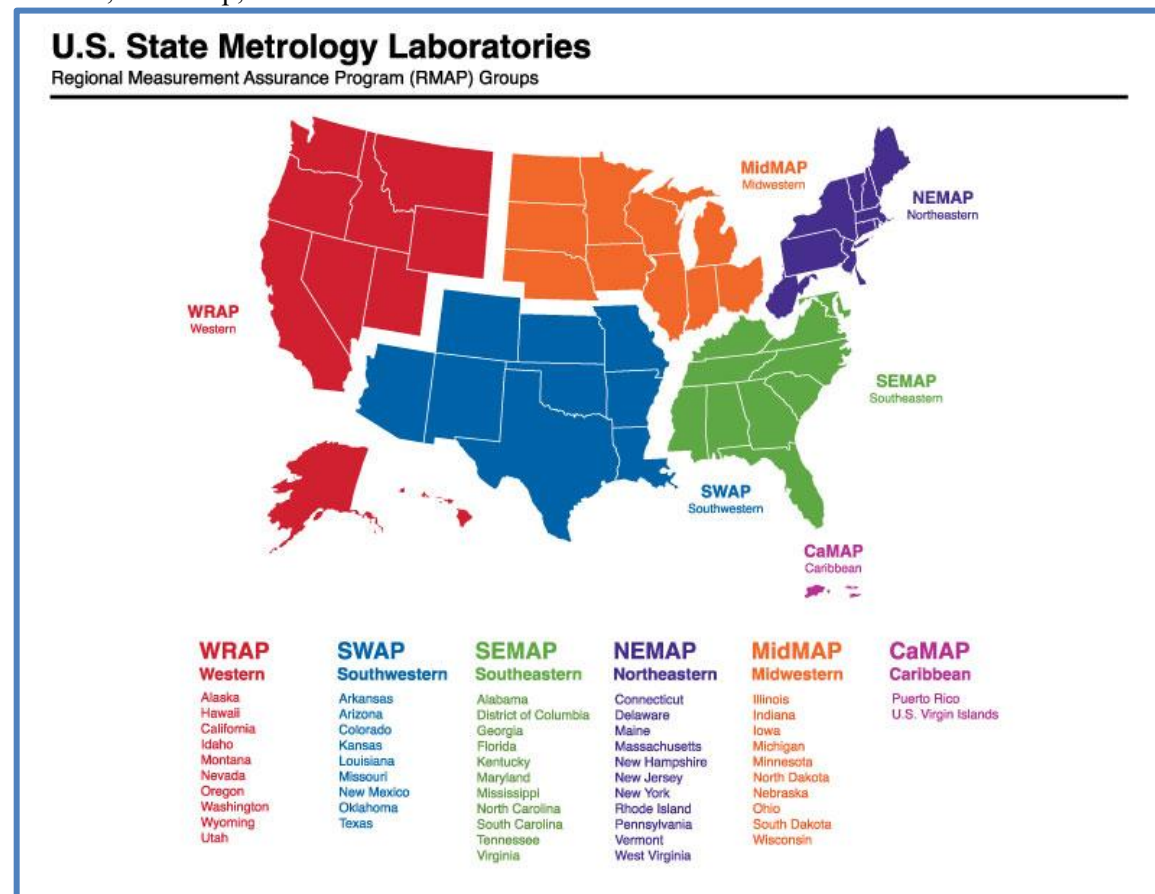 U.S. State Metrology Laboratories
Regional Measurement Assurance Program (RMAP) Groups
MidMAP
Midwestern
NEMAP
Northeastern
WRAP
Western
SEMAP
Southeastern
SWAP
Southwestern
CaMAP
Caribbean
WRAP
Western
Alaska
Hawaii
California
Idaho
Montana
Nevada
Oregon
Washington
Wyoming
Utah
SWAP
Southwestern
Arkansas
Arizona
Colorado
Kansas
Louisiana
Missouri
New Mexico
Oklahoma
Texas
SEMAP
Southeastern
Alabama
District of Columbia
Georgia
Florida
Kentucky
Maryland
Mississippi
North Carolina
South Carolina
Tennessee
Virginia
NEMAP
Northeastern
Connecticut
Delaware
Maine
Massachusetts
New Hampshire
New Jersey
New York
Rhode Island
Pennsylvania
Vermont
West Virginia
MidMAP
Midwestern
Illinois
Indiana
Iowa
Michigan
Minnesota
North Dakota
Nebraska
Ohio
South Dakota
Wisconsin
CaMAP
Caribbean
Puerto Rico
U.S. Virgin Islands